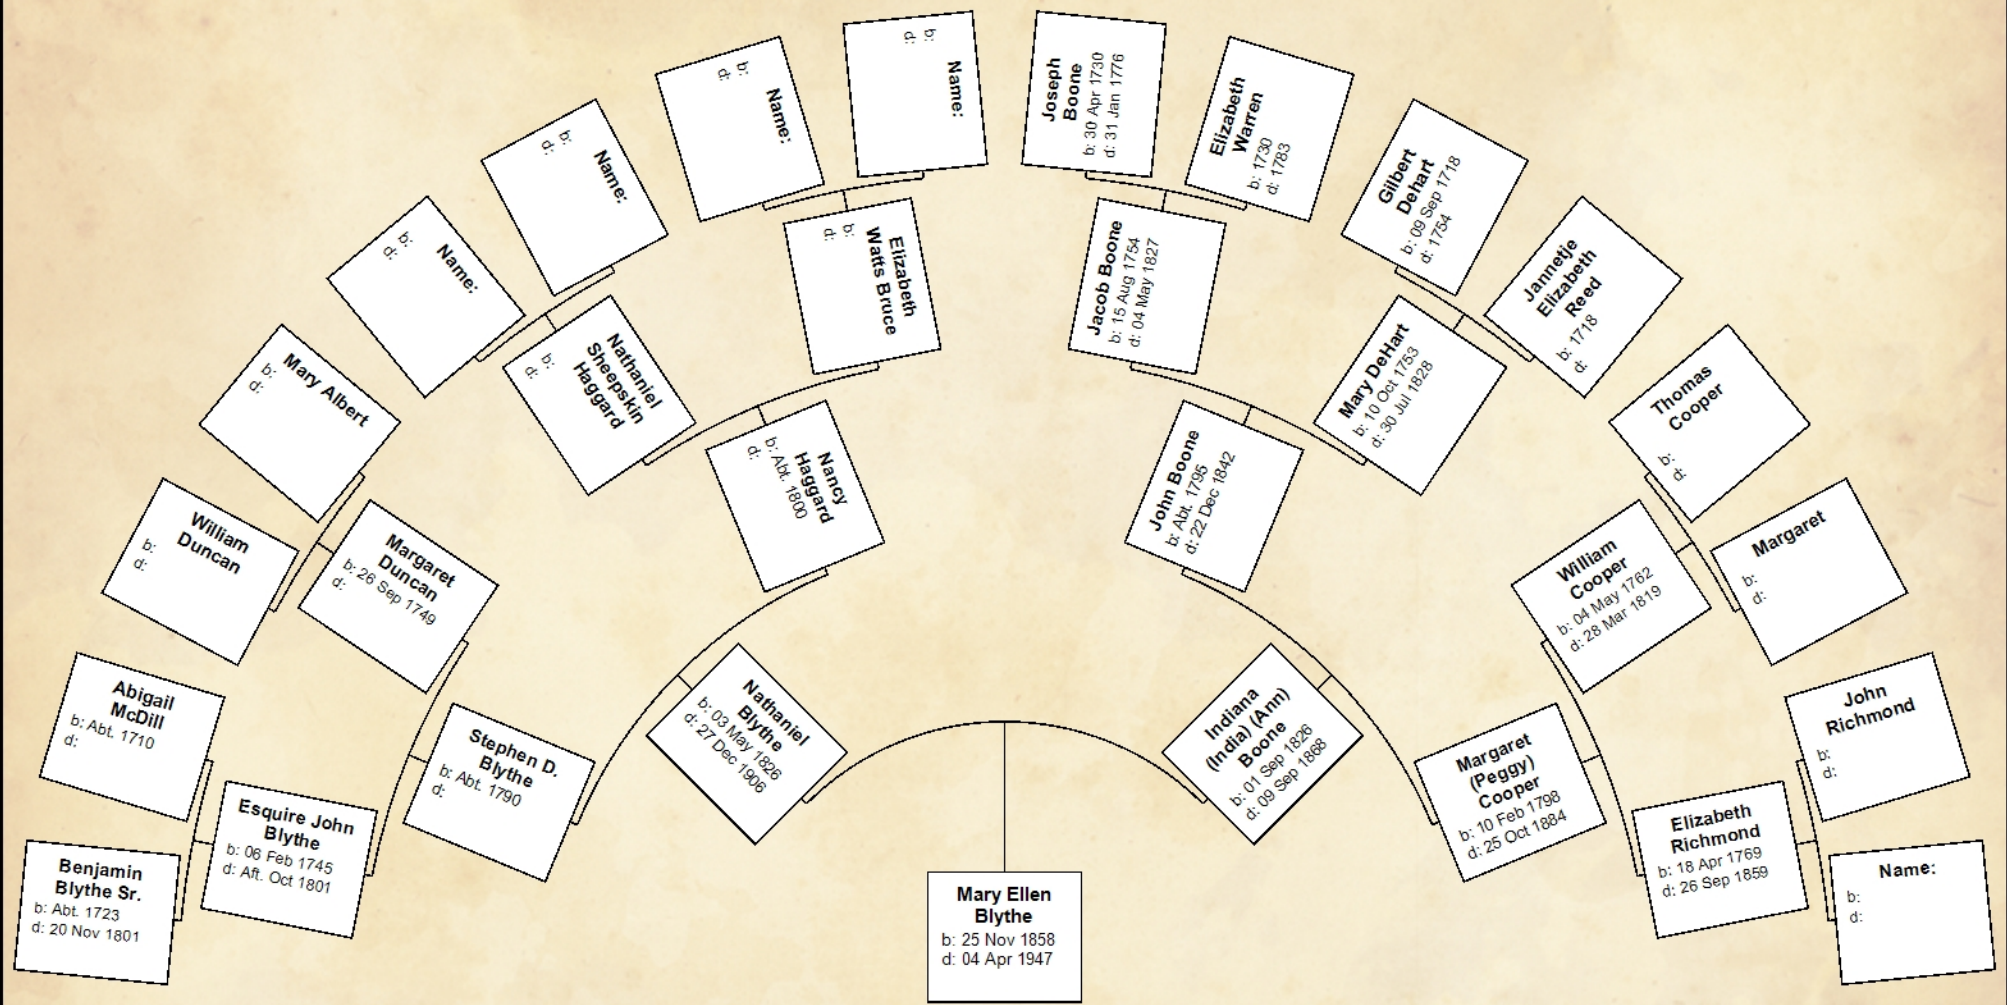 Benjamin
Blythe Sr.
b: Abt. 1723
d: 20 Nov 1801
Abigail
McDill
b: Abt. 1710
d:
William
Duncan
b:
d:
Mary Albert
b:
d:
Name:
b:
d:
Name:
b:
d:
Name:
b:
d:
Name:
b:
d:
Joseph
Boone
b: 30 Apr 1730
d: 31 Jan 1776
Elizabeth
Warren
b: 1730
d: 1783
Gilbert
Dehart
b: 09 Sep 1718
d: 1754
Jannetje
Elizabeth
Reed
b: 1718
d:
Thomas
Cooper
b:
d:
Margaret
b:
d:
John
Richmond
b:
d:
Name:
b:
d:
Esquire John
Blythe
b: 06 Feb 1745
d: Aft. Oct 1801
Margaret
Duncan
b: 26 Sep 1749
d:
Nathaniel
Sheepskin
Haggard
b:
d:
Elizabeth
Watts Bruce
b:
d:
Jacob Boone
b: 15 Aug 1754
d: 04 May 1827
Mary DeHart
b: 10 Oct 1753
d: 30 Jul 1828
William
Cooper
b: 04 May 1762
d: 28 Mar 1819
Elizabeth
Richmond
b: 18 Apr 1769
d: 26 Sep 1859
Stephen D.
Blythe
b: Abt. 1790
d:
Nancy
Haggard
b: Abt. 1800
d:
John Boone
b: Abt. 1795
d: 22 Dec 1842
Margaret
(Peggy)
Cooper
b: 10 Feb 1798
d: 25 Oct 1884
Nathaniel
Blythe
b: 03 May 1826
d: 27 Dec 1906
Indiana
(India) (Ann)
Boone
b: 01 Sep 1826
d: 09 Sep 1868
Mary Ellen
Blythe
b: 25 Nov 1858
d: 04 Apr 1947